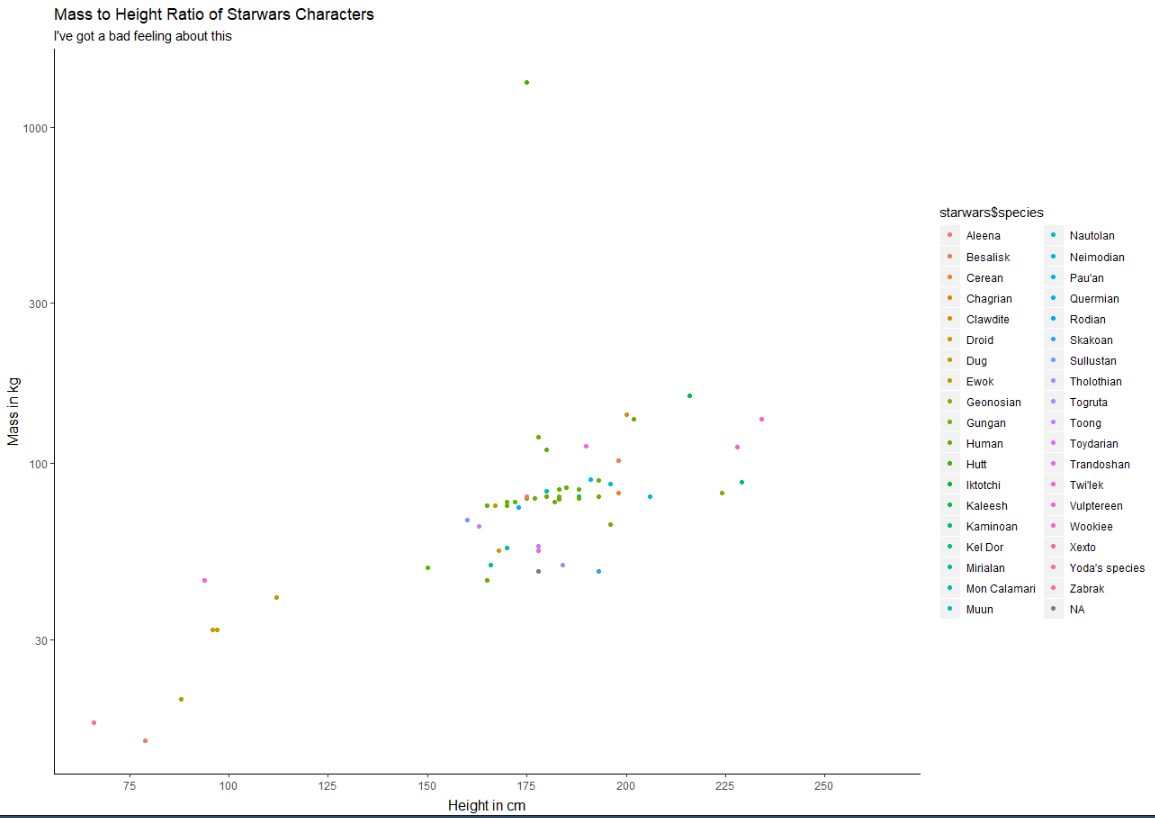 Mass to Height Ratio of Starwars Characters
I've got a bad feeling about this
1000
300
100
30
Mass in kg
75 100 125 150 175 200 225 250
Height in cm
starwars$species
Aleena
Besalisk
Cerean
Chagrian
Clawdite
Droid
Dug
Ewok
Geonosian
Gungan
Human
Hutt
Iktotchi
Kaleesh
Kaminoan
Kel Dor
Mirialan
Mon Calamari
Muun
Nautolan
Neimodian
Pau'an
Quermian
Rodian
Skakoan
Sullustan
Tholothian
Togruta
Toong
Toydarian
Trandoshan
Twi'lek
Vulptereen
Wookiee
Xexto
Yoda's species
Zabrak
NA